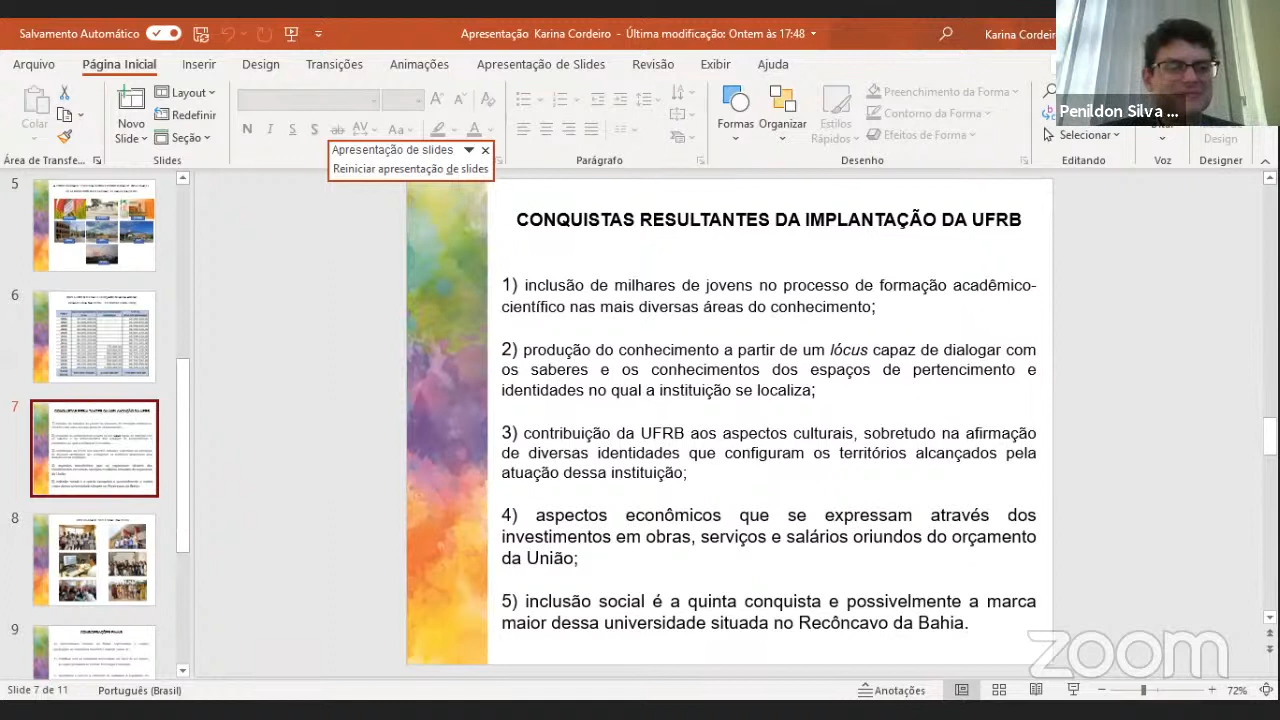 Salvamento Automático
Apresentação Karina Cordeiro - Última modificação: Ontem às 17:48
Karina Cordeir
Penildon Silva ...
Arquivo Página Inicial Inserir Design Transições Animações Apresentação de Slides Revisão Exibir Ajuda
Colar
Novo
Slide
Layout
Redefinir
Seção
N I S ab AV Aa A
Formas
Organizar
Estilos
Rápidos
Preenchimento da Forma
Contorno da Forma
Efeitos de Forma
Selecionar
Design
Área de Transfe...
Slides
Parágrafo
Desenho
Editando
Voz
Designer
Apresentação de slides
Reiniciar apresentação de slides
5
6
7
8
9
CONQUISTAS RESULTANTES DA IMPLANTAÇÃO DA UFRB
1) inclusão de milhares de jovens no processo de formação acadêmico-
nas mais diversas áreas do conhecimento;
2) produção do conhecimento a partir de um lócus capaz de dialogar com
os saberes e os conhecimentos dos espaços de pertencimento e
identidades no qual a instituição se localiza;
3) contribuição da UFRB aos aspectos culturais, sobretudo na afirmação
de diversos identidades que configuram os territórios alcançados pela
dessa instituição;
4) aspectos econômicos que se expressam através dos
investimentos em obras, serviços e salários oriundos do orçamento
da União;
5) inclusão social é a quinta conquista e possivelmente a marca
maior dessa universidade situada no Recôncavo da Bahia.
zoom
Slide 7 de 11 Português (Brasil)
Anotações
72%